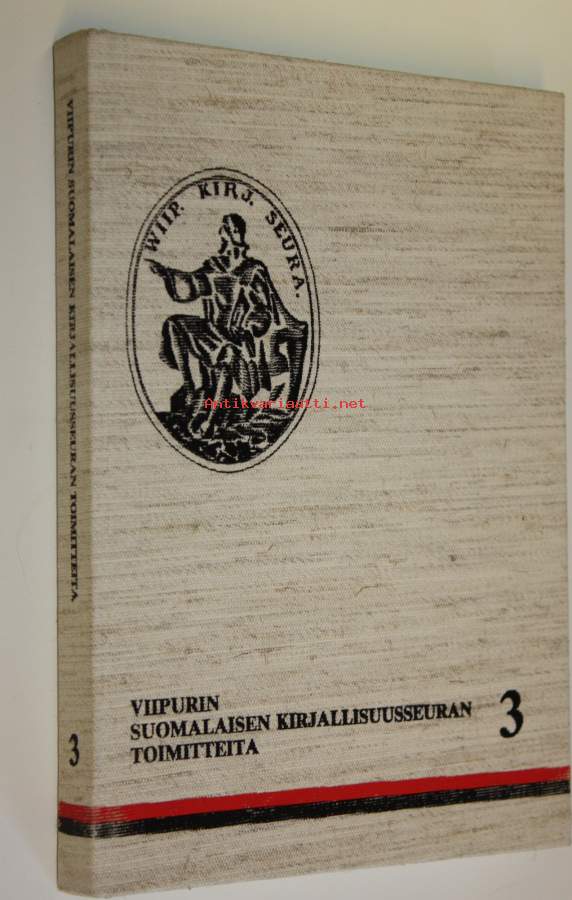 VIIPURIN SUOMALAISEN KIRJALLISUUSSEURAN TOIMITTEITA
3
WIIP. KIRJ. SEURA.
Antikvariaatti.net
VIIPURIN
SUOMALAISEN KIRJALLISUUSSEURAN 3
TOIMITTEITA